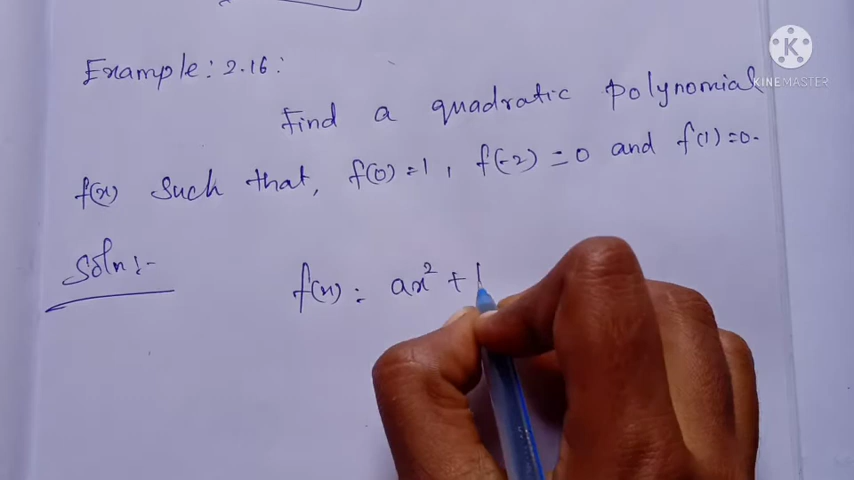 Example: 2.16:
KINEMASTER
Find a quadratic polynomial
f(x) such that, f(0)=1, f(-2)=0 and f(1)=0.
Soln:-
f(x) = ax² +